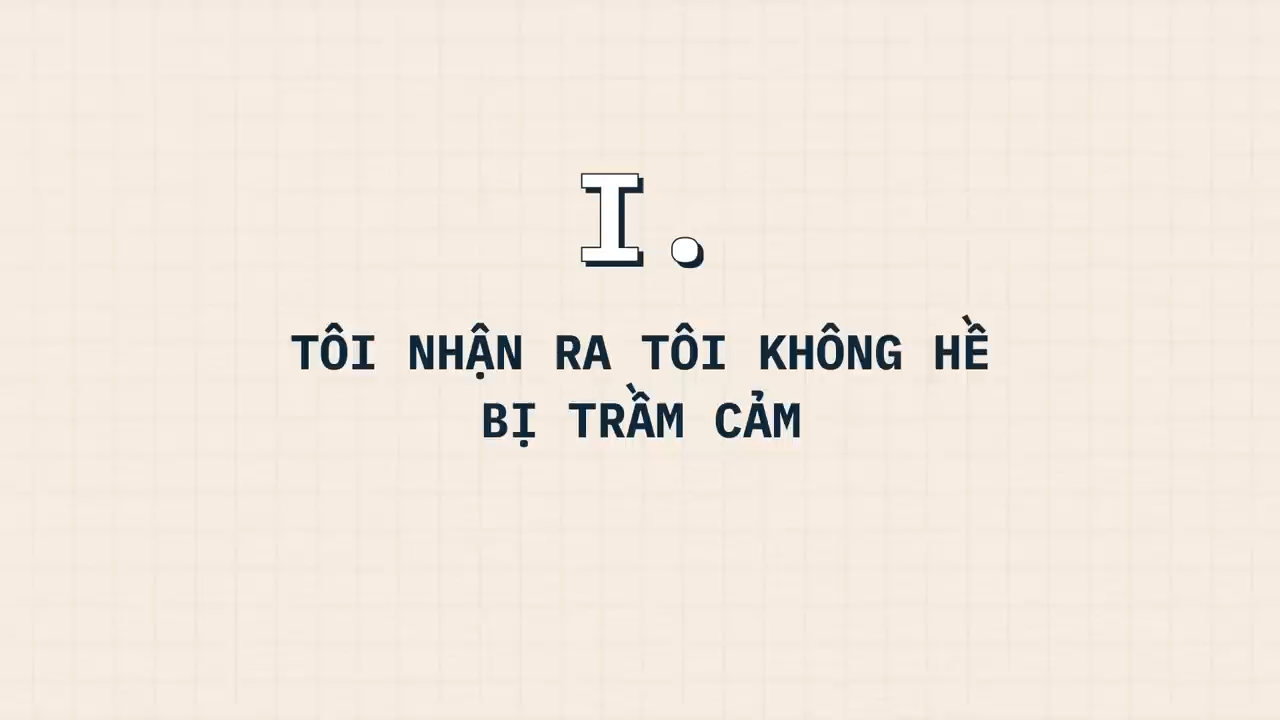 I.
TÔI NHẬN RA TÔI KHÔNG HỀ
BỊ TRẦM CẢM